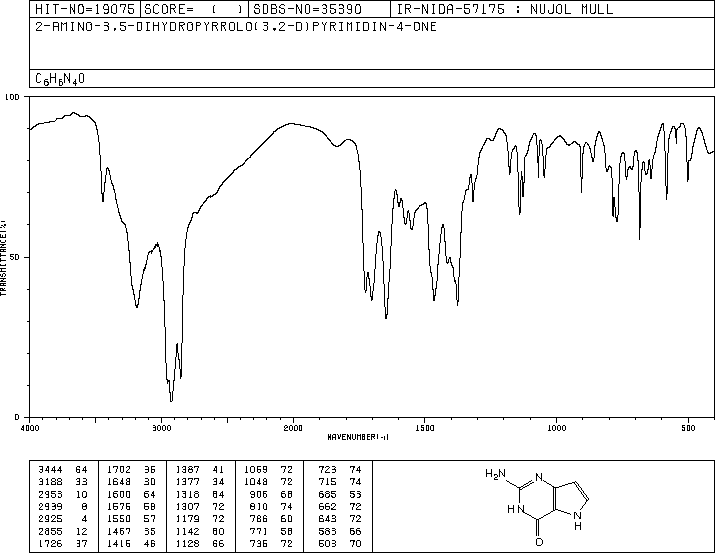 HIT-NO=19075 SCORE= ( ) SDBS-NO=35390 IR-NIDA-57175 : NUJOL MULL
2-AMINO-3,5-DIHYDROPYRROLO(3,2-D)PYRIMIDIN-4-ONE
C6H6N4O
100
50
0
TRANSMITTANCE(%)
4000 3000 2000 1500 1000 500
WAVENUMBER(-1)
3444 64 1702 36 1387 41 1069 72 723 74
3188 33 1648 30 1377 34 1048 72 715 74
2953 10 1600 64 1318 84 906 68 685 53
2939 8 1576 58 1307 72 810 74 662 72
2925 4 1550 57 1179 72 786 60 643 72
2855 12 1467 35 1142 60 771 58 583 66
1726 37 1416 46 1128 66 736 72 503 70
H2N
N
HN
NH
O